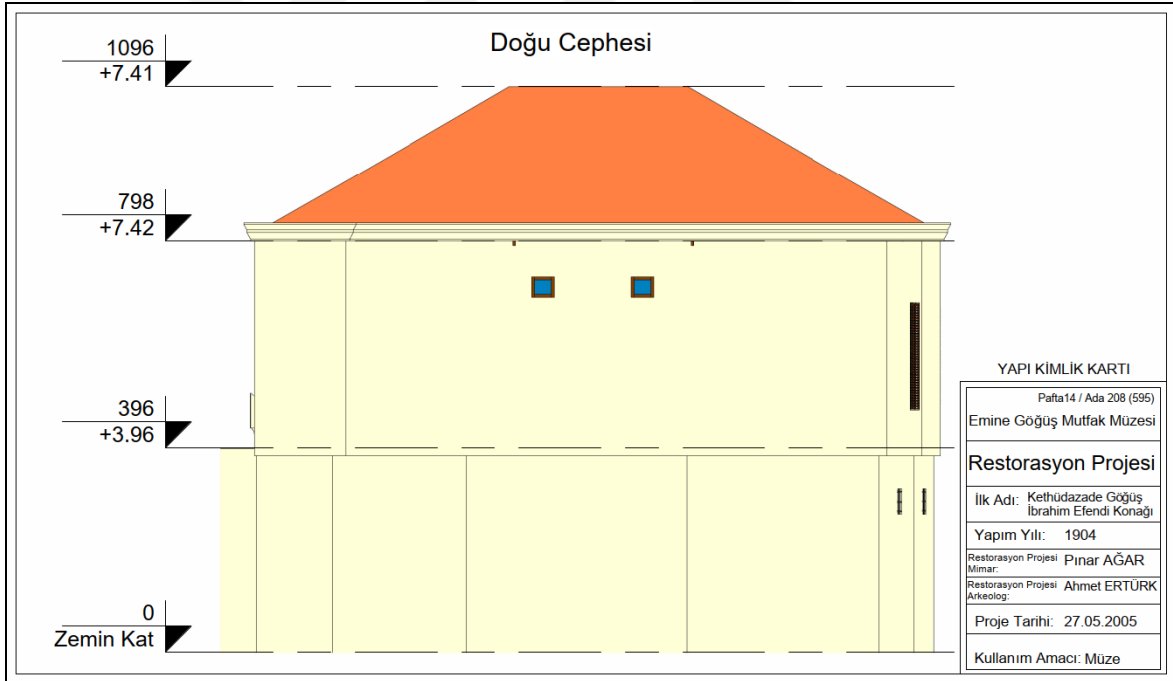 Doğu Cephesi
1096
+7.41
798
+7.42
396
+3.96
0
Zemin Kat
YAPI KİMLİK KARTI
Pafta14 / Ada 208 (595)
Emine Göğüş Mutfak Müzesi
Restorasyon Projesi
İlk Adı: Kethüdazade Göğüş
İbrahim Efendi Konağı
Yapım Yılı: 1904
Restorasyon Projesi
Mimar: Pınar AĞAR
Restorasyon Projesi
Arkeolog: Ahmet ERTÜRK
Proje Tarihi: 27.05.2005
Kullanım Amacı: Müze